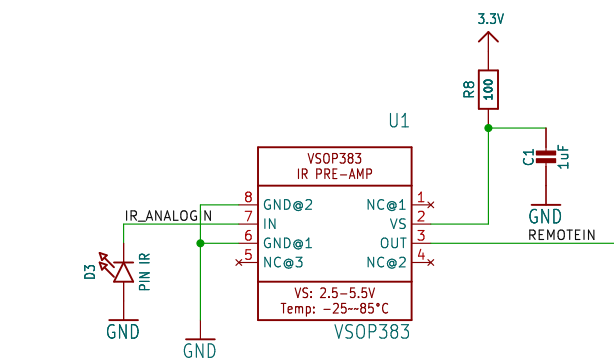 3.3V
R8
100
U1
C1
1uF
VSOP383
IR PRE-AMP
GND
8 GND@2 NC@1 1
IR_ANALOG N
7 IN VS 2
6 GND@1 OUT 3
REMOTEIN
5 NC@3 NC@2 4
D3
PIN IR
VS: 2.5-5.5V
Temp: -25~~85°C
GND
VSOP383
GND